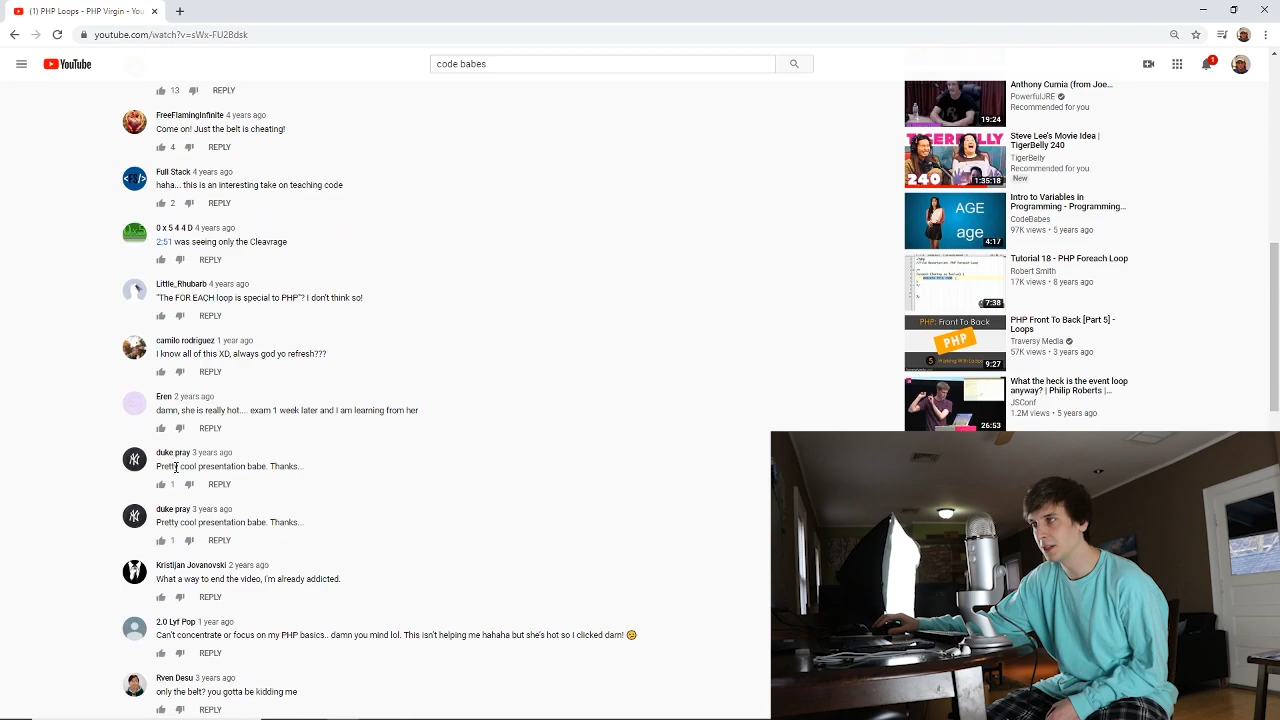 (1) PHP Loops - PHP Virgin - You
youtube.com/watch?v=sWx-FU2Bdsk
YouTube
code babes
1
13
REPLY
FreeFlamingInfinite 4 years ago
Come on! Just the belt is cheating!
4 REPLY
Full Stack 4 years ago
haha... this is a interesting take on teaching code
2 REPLY
0 x 5 4 4 D 4 years ago
2:51 was seeing only the Cleavrage
REPLY
Little_Rhubarb 4 years ago
"The FOR EACH loop is special to PHP"? I don't think so!
REPLY
camilo rodriguez 1 year ago
I know all of this XD, always god yo refresh???
REPLY
Eren 2 years ago
damn, she is really hot.... exam 1 week later and I am learning from her
REPLY
duke pray 3 years ago
Pretty cool presentation babe. Thanks...
1 REPLY
duke pray 3 years ago
Pretty cool presentation babe. Thanks...
1 REPLY
Kristijan Jovanovski 2 years ago
What a way to end the video, i'm already addicted.
REPLY
2.0 Lyf Pop 1 year ago
Can't concentrate or focus on my PHP basics.. damn you mind lol. This isn't helping me hahaha but she's hot so I clicked darn!
REPLY
Rven Desu 3 years ago
only the belt? you gotta be kidding me
REPLY
19:24
Anthony Cumia (from Joe...
PowerfulJRE
Recommended for you
TIGERBELLY
240
1:35:18
Steve Lee's Movie Idea |
TigerBelly 240
TigerBelly
Recommended for you
New
AGE
age
4:17
Intro to Variables in
Programming - Programming...
CodeBabes
97K views • 5 years ago
7:38
Tutorial 18 - PHP Foreach Loop
Robert Smith
17K views • 8 years ago
PHP: Front To Back
PHP
5 Working With Loops
9:27
PHP Front To Back [Part 5] -
Loops
Traversy Media
57K views • 3 years ago
26:53
What the heck is the event loop
anyway? | Philip Roberts |...
JSConf
1.2M views • 5 years ago